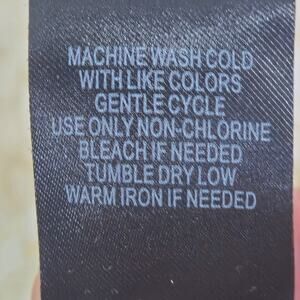 MACHINE WASH COLD
WITH LIKE COLORS
GENTLE CYCLE
USE ONLY NON-CHLORINE
BLEACH IF NEEDED
TUMBLE DRY LOW
WARM IRON IF NEEDED